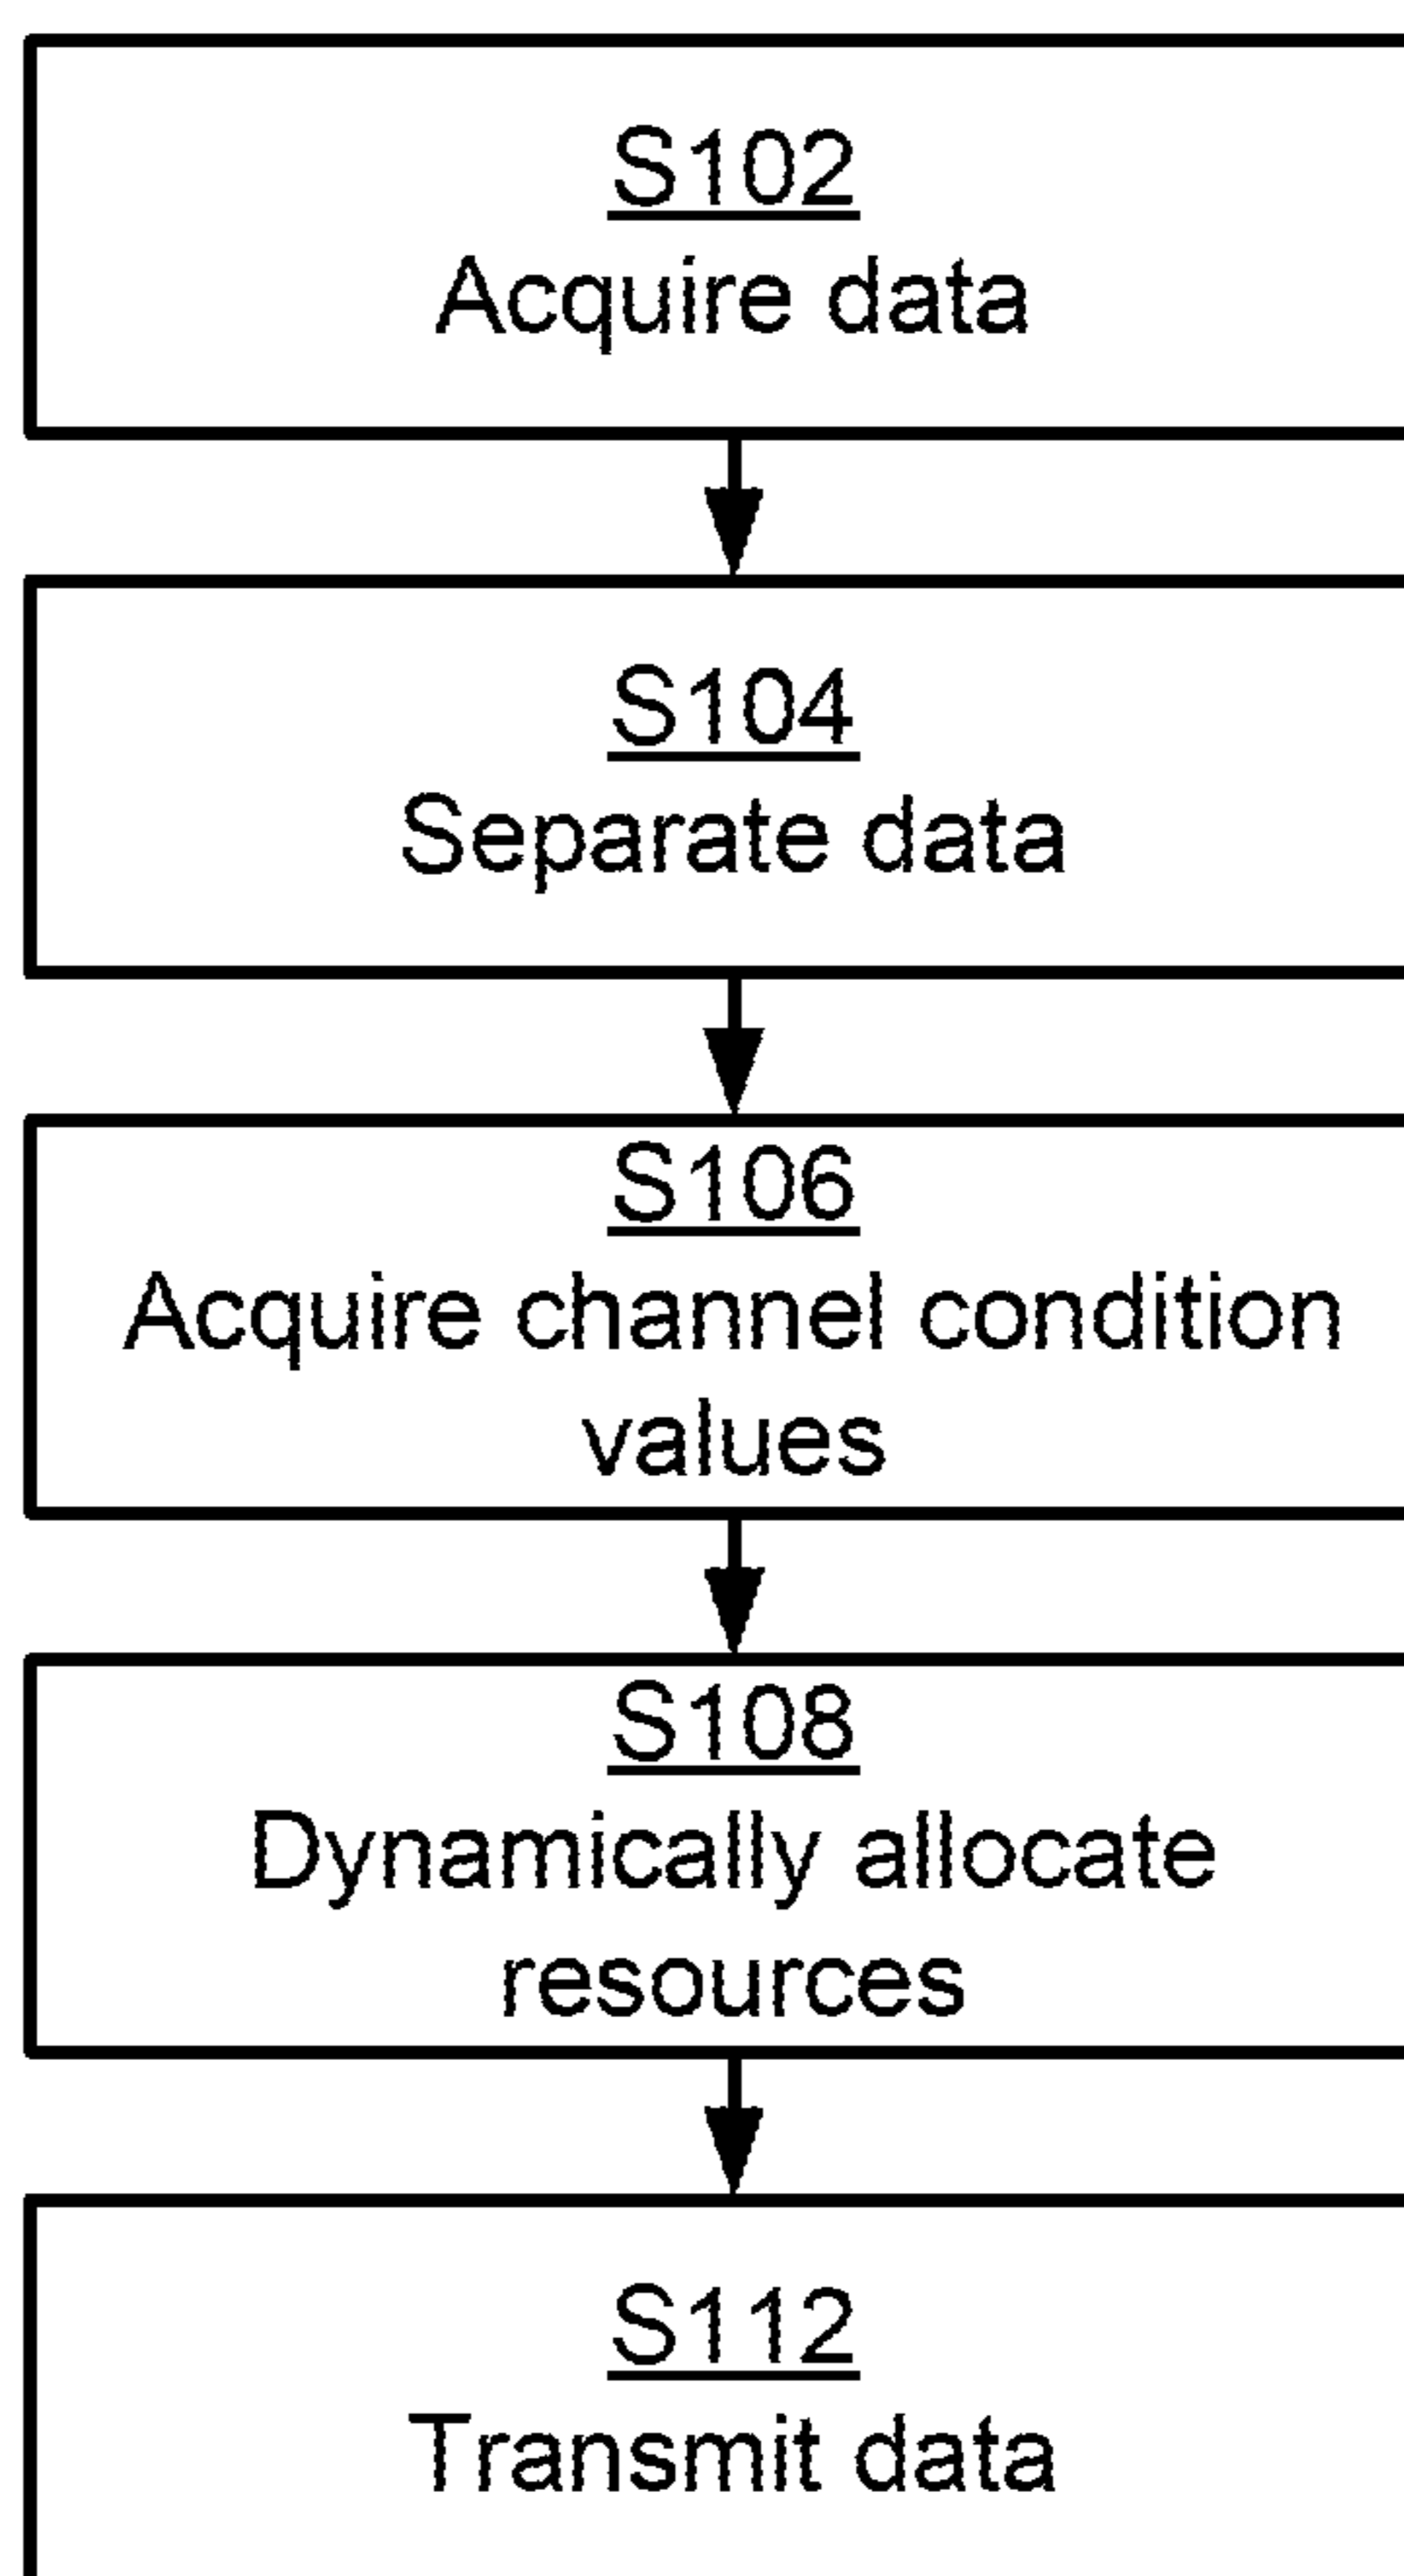 S102
Acquire data
S104
Separate data
S106
Acquire channel condition
values
S108
Dynamically allocate
resources
S112
Transmit data